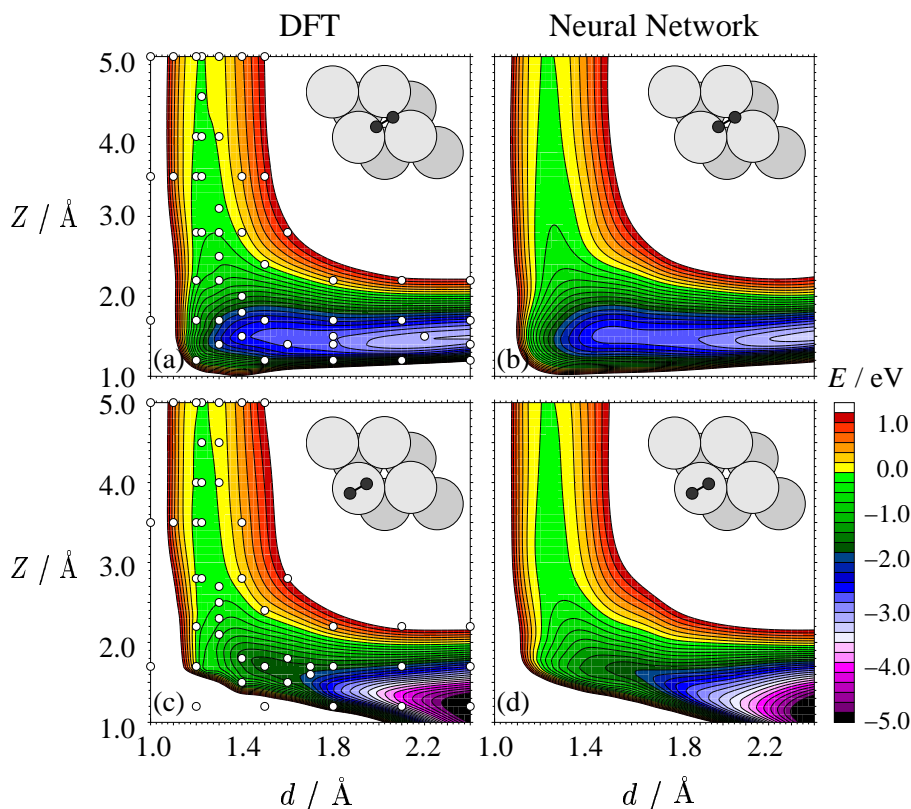 DFT Neural Network
5.0
4.0
3.0
2.0
1.0
Z / Å
(a)
(b)
E / eV
5.0
4.0
3.0
2.0
1.0
Z / Å
(c)
(d)
1.0
0.0
−1.0
−2.0
−3.0
−4.0
−5.0
1.0 1.4 1.8 2.2
1.0 1.4 1.8 2.2
d / Å
d / Å